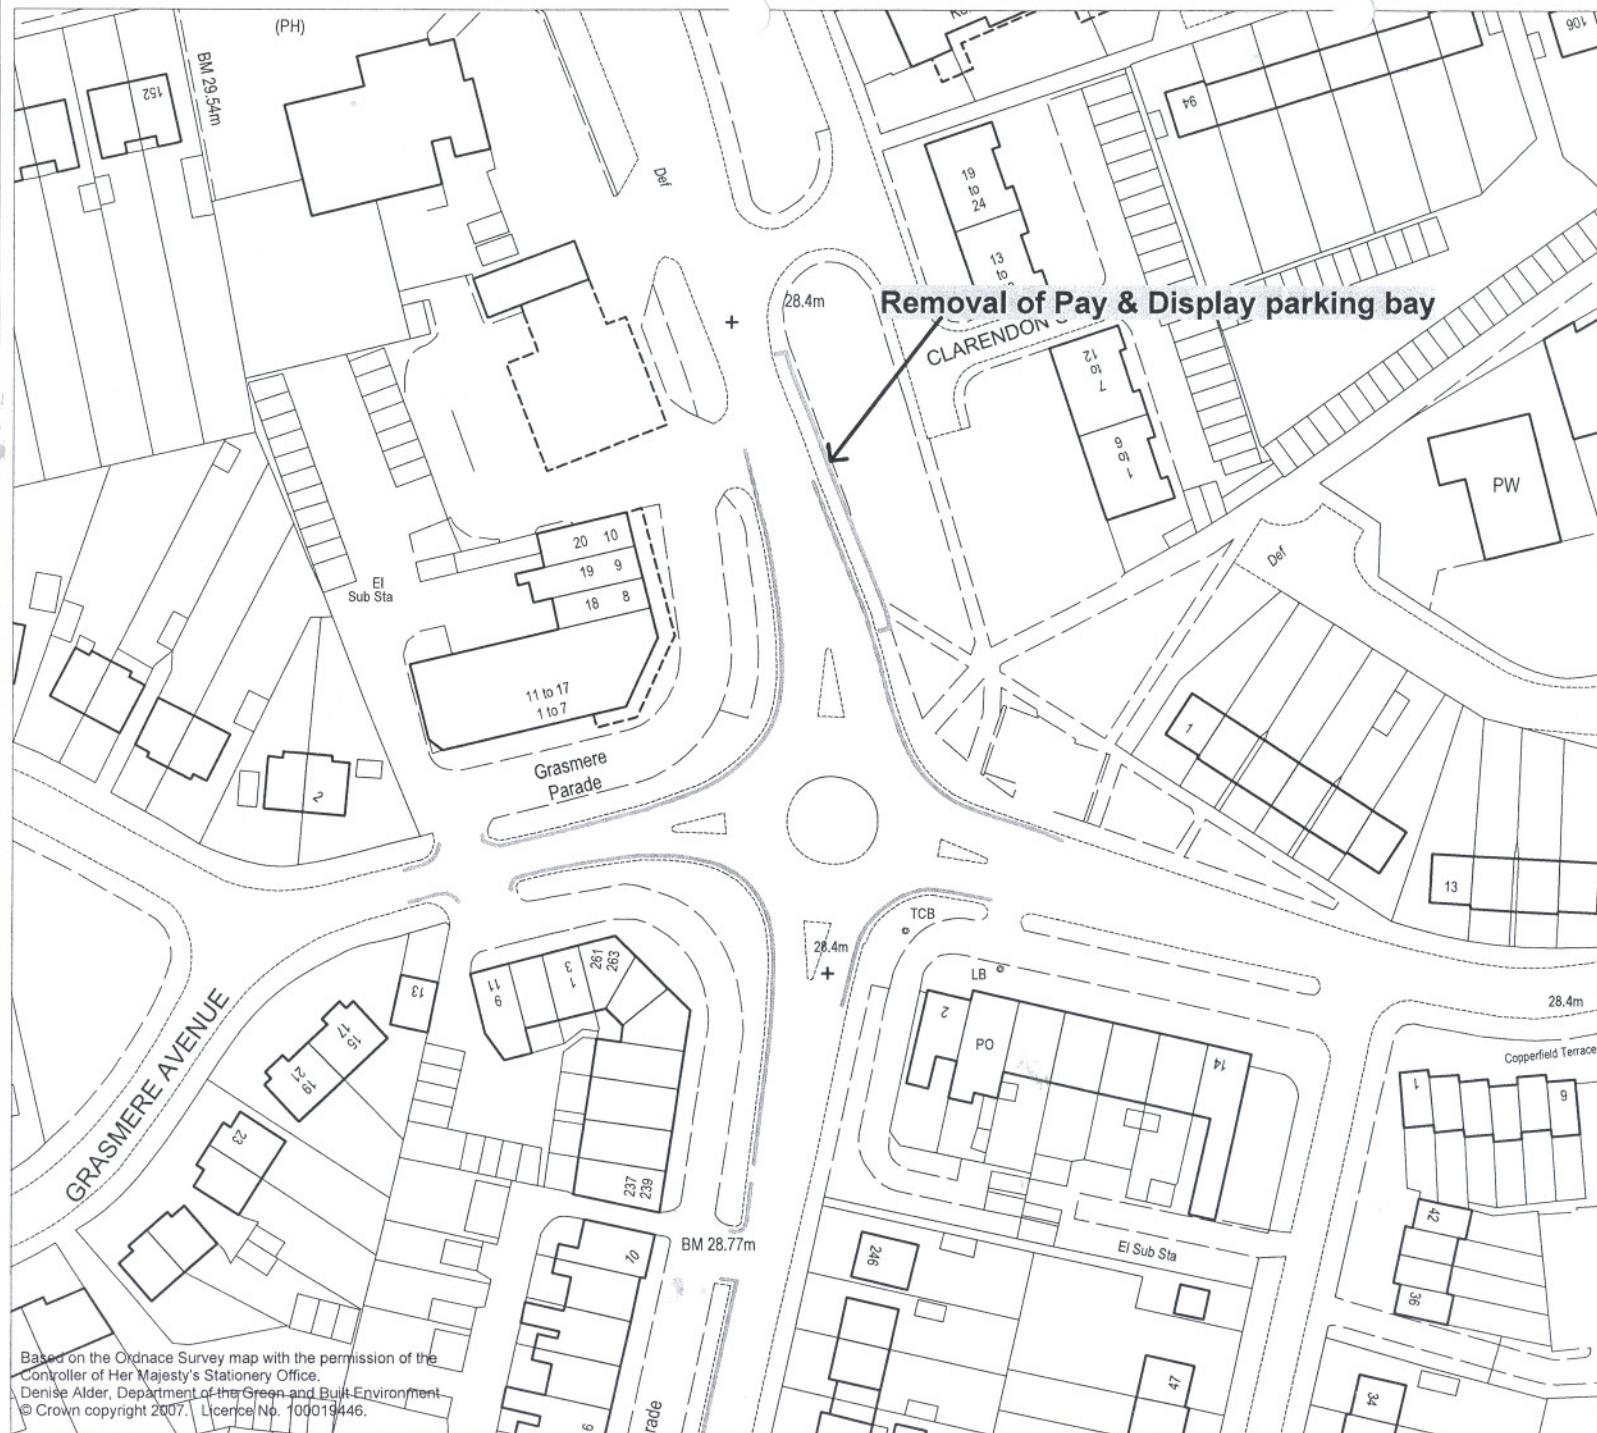 (PH)
BM 29.54m
152
Def
106
94
19
to
24
13
to
28.4m
Removal of Pay & Display parking bay
CLARENDON
12
to
7
6
to
1
PW
Def
20 10
19 9
18 8
El
Sub Sta
11 to 17
1 to 7
Grasmere
Parade
2
1
13
TCB
28.4m
LB
28.4m
2
PO
14
Copperfield Terrace
1
6
261
263
3
1
11
9
13
15
17
19
21
23
GRASMERE AVENUE
237
239
BM 28.77m
10
246
El Sub Sta
42
36
47
34
Based on the Ordnace Survey map with the permission of the
Controller of Her Majesty's Stationery Office.
Denise Alder, Department of the Green and Built Environment
© Crown copyright 2007. Licence No. 100019446.
rade